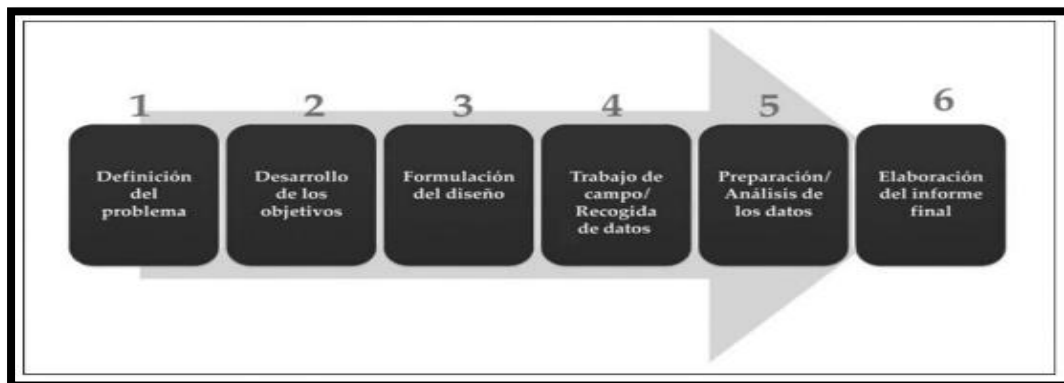 1
Definición
del
problema
2
Desarrollo
de los
objetivos
3
Formulación
del diseño
4
Trabajo de
campo/
Recogida
de datos
5
Preparación/
Análisis de
los datos
6
Elaboración
del informe
final